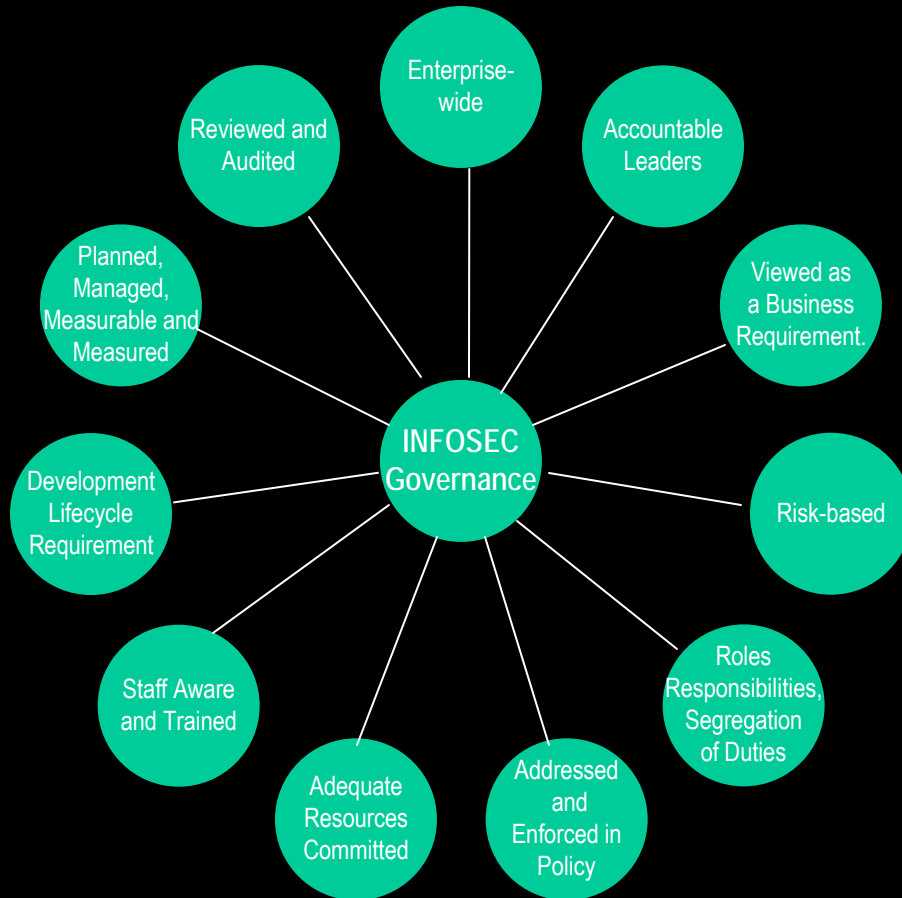 Enterprise-
wide
Accountable
Leaders
Viewed as
a Business
Requirement.
Risk-based
Roles
Responsibilities,
Segregation
of Duties
Addressed
and
Enforced in
Policy
Adequate
Resources
Committed
Staff Aware
and Trained
Development
Lifecycle
Requirement
Planned,
Managed,
Measurable and
Measured
Reviewed and
Audited
INFOSEC
Governance